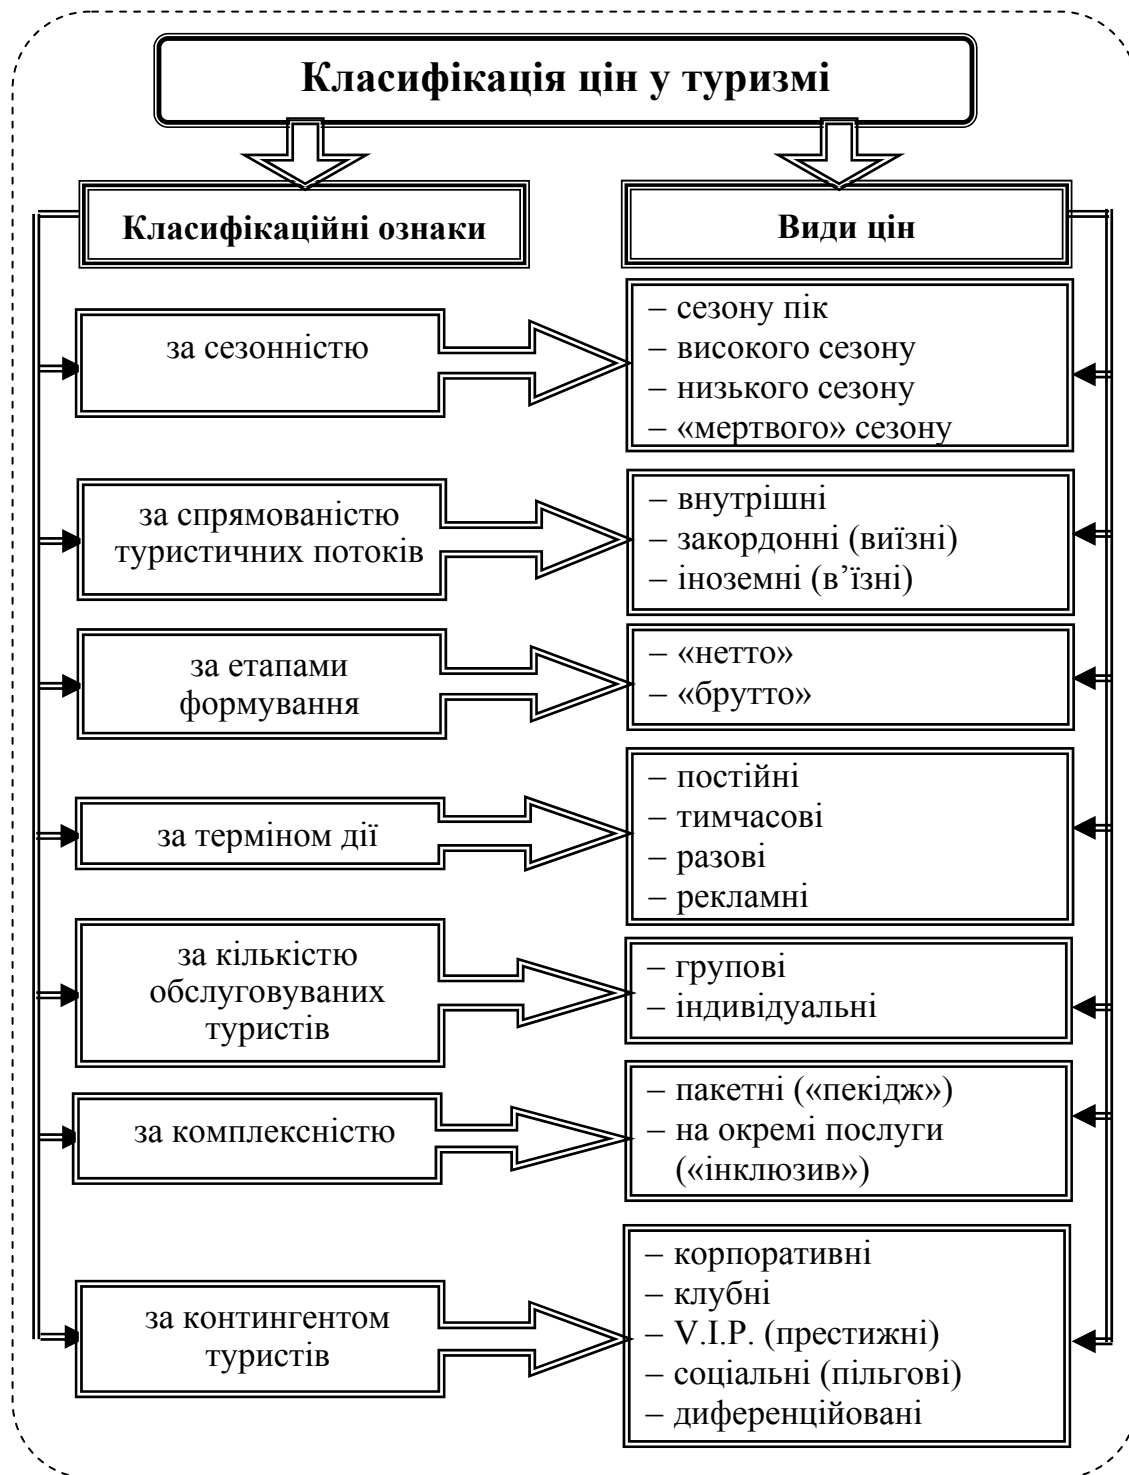 Класифікація цін у туризмі
Класифікаційні ознаки
Види цін
за сезонністю
– сезону пік
– високого сезону
– низького сезону
– «мертвого» сезону
за спрямованістю
туристичних потоків
– внутрішні
– закордонні (виїзні)
– іноземні (в’їзні)
за етапами
формування
– «нетто»
– «брутто»
за терміном дії
– постійні
– тимчасові
– разові
– рекламні
за кількістю
обслуговуваних
туристів
– групові
– індивідуальні
за комплексністю
– пакетні («пекідж»)
– на окремі послуги
(«інклюзив»)
за контингентом
туристів
– корпоративні
– клубні
– V.I.P. (престижні)
– соціальні (пільгові)
– диференційовані